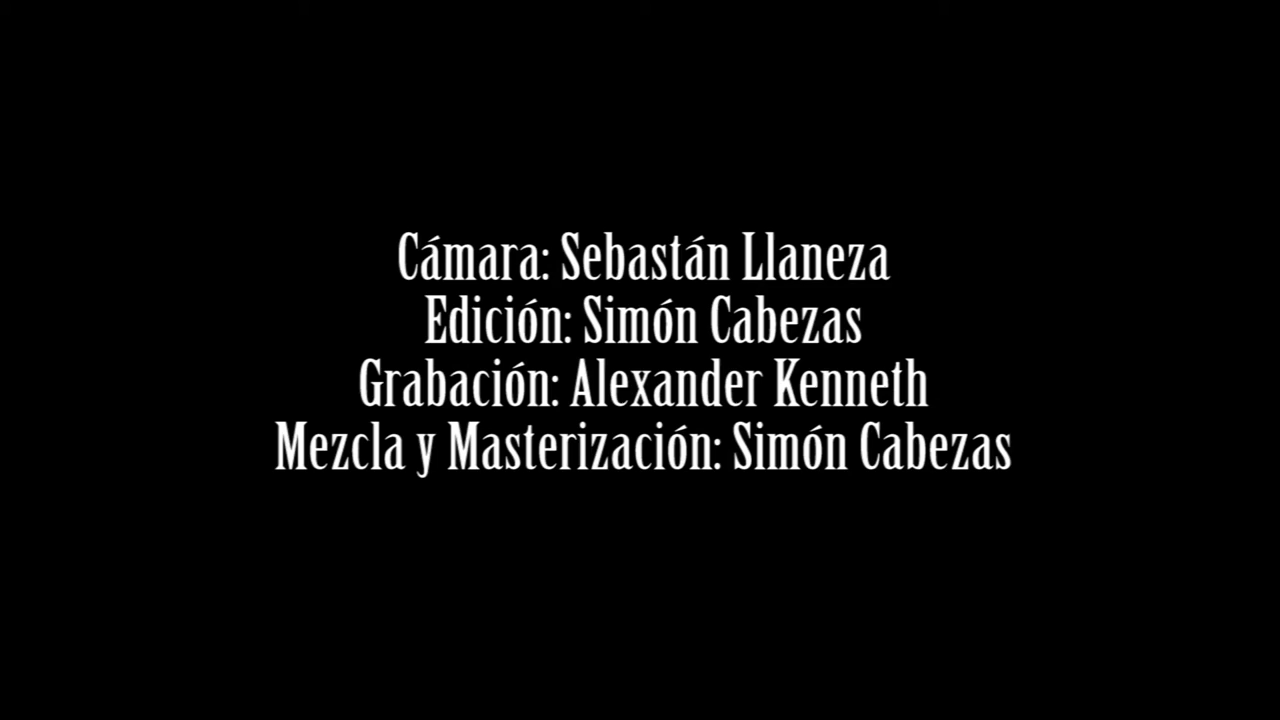 Cámara: Sebastán Llaneza
Edición: Simón Cabezas
Grabación: Alexander Kenneth
Mezcla y Masterización: Simón Cabezas